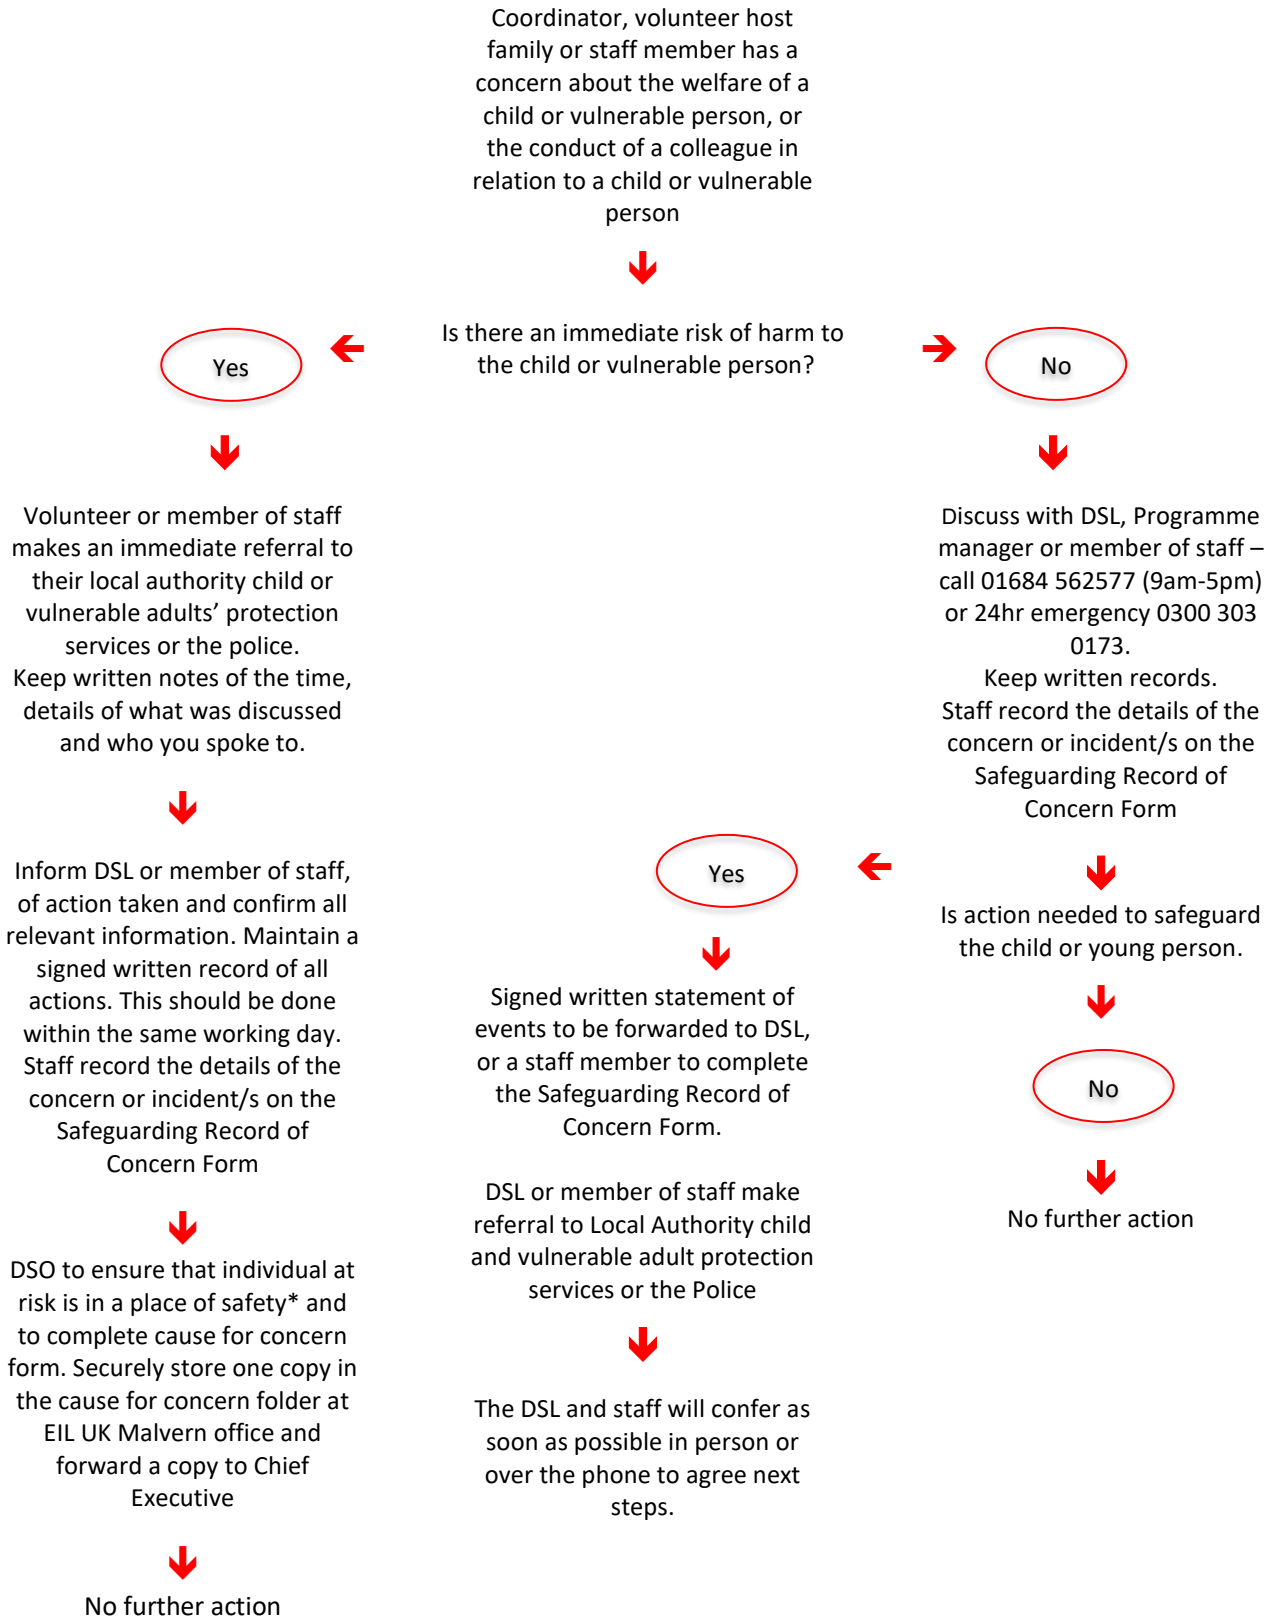 Coordinator, volunteer host
family or staff member has a
concern about the welfare of a
child or vulnerable person, or
the conduct of a colleague in
relation to a child or vulnerable
person
Is there an immediate risk of harm to
the child or vulnerable person?
Yes
No
Volunteer or member of staff
makes an immediate referral to
their local authority child or
vulnerable adults’ protection
services or the police.
Keep written notes of the time,
details of what was discussed
and who you spoke to.
Inform DSL or member of staff,
of action taken and confirm all
relevant information. Maintain a
signed written record of all
actions. This should be done
within the same working day.
Staff record the details of the
concern or incident/s on the
Safeguarding Record of
Concern Form
DSO to ensure that individual at
risk is in a place of safety* and
to complete cause for concern
form. Securely store one copy in
the cause for concern folder at
EIL UK Malvern office and
forward a copy to Chief
Executive
No further action
Discuss with DSL, Programme
manager or member of staff –
call 01684 562577 (9am-5pm)
or 24hr emergency 0300 303
0173.
Keep written records.
Staff record the details of the
concern or incident/s on the
Safeguarding Record of
Concern Form
Is action needed to safeguard
the child or young person.
Yes
Signed written statement of
events to be forwarded to DSL,
or a staff member to complete
the Safeguarding Record of
Concern Form.
DSL or member of staff make
referral to Local Authority child
and vulnerable adult protection
services or the Police
The DSL and staff will confer as
soon as possible in person or
over the phone to agree next
steps.
No
No further action